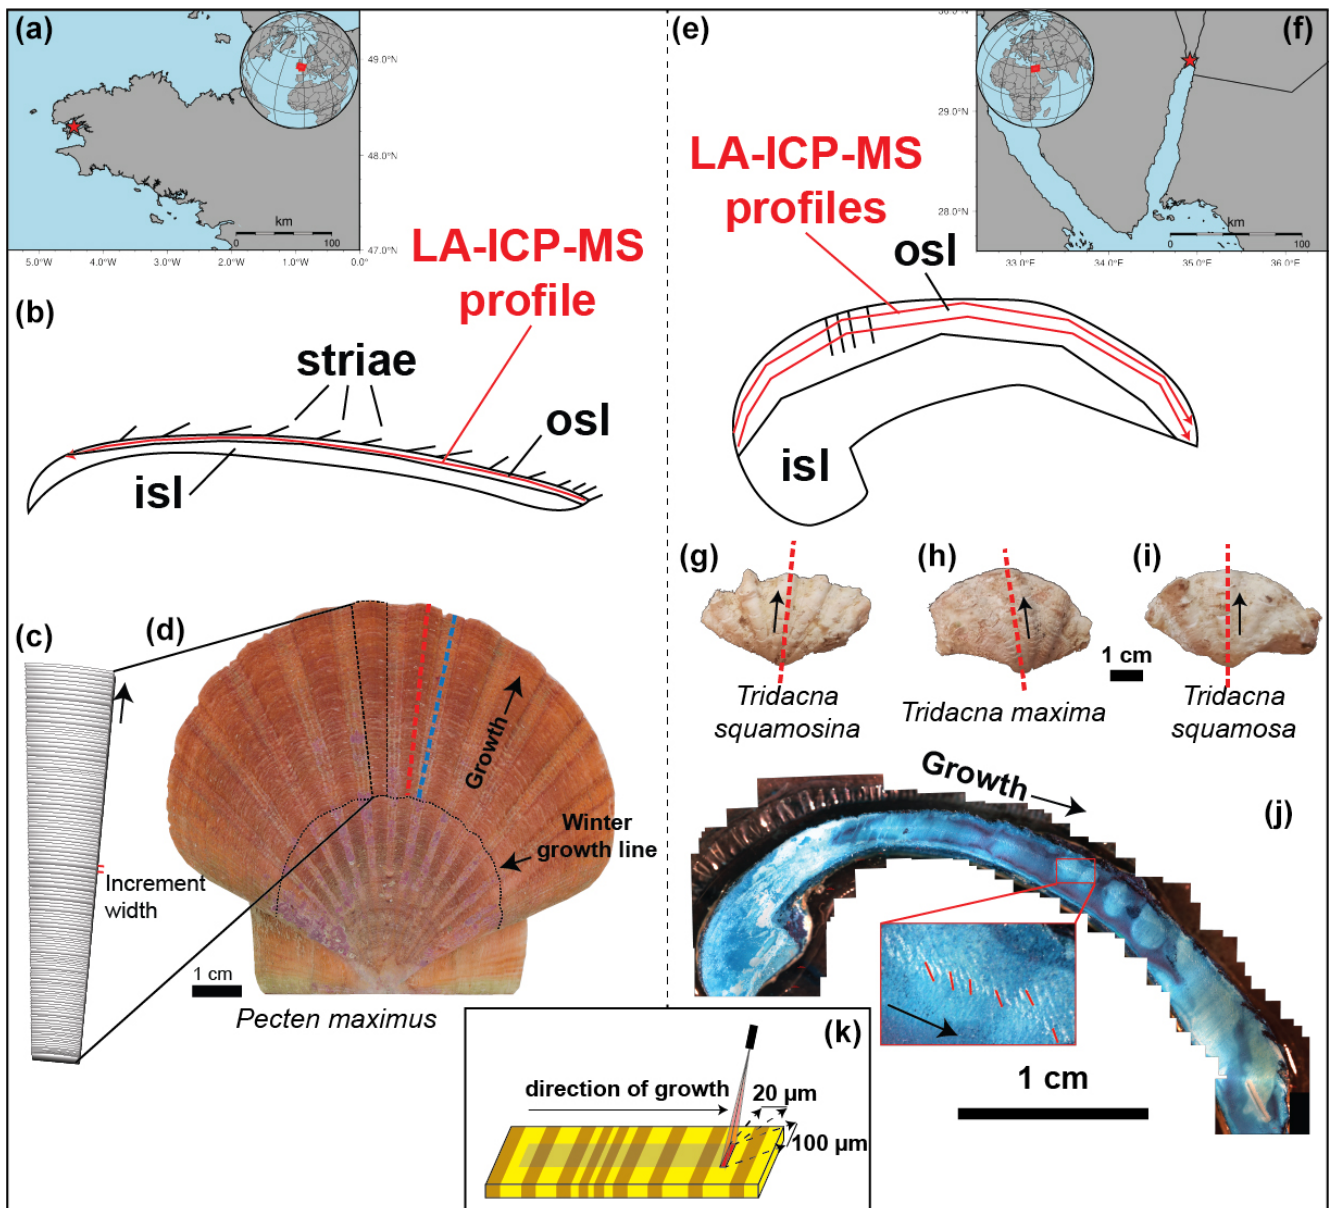 (a)
49.0°N
48.0°N
47.0°N
km
0
100
5.0°W
4.0°W
3.0°W
2.0°W
1.0°W
0.0°
LA-ICP-MS
profile
(b)
striae
osl
isl
(c)
(d)
Increment
width
Growth
Winter
growth line
1 cm
Pecten maximus
(e)
(f)
29.0°N
28.0°N
km
0
100
33.0°E
34.0°E
35.0°E
36.0°E
LA-ICP-MS
profiles
osl
isl
(g)
(h)
(i)
1 cm
Tridacna
squamosina
Tridacna maxima
Tridacna
squamosa
Growth
(j)
1 cm
(k)
direction of growth
20 µm
100 µm